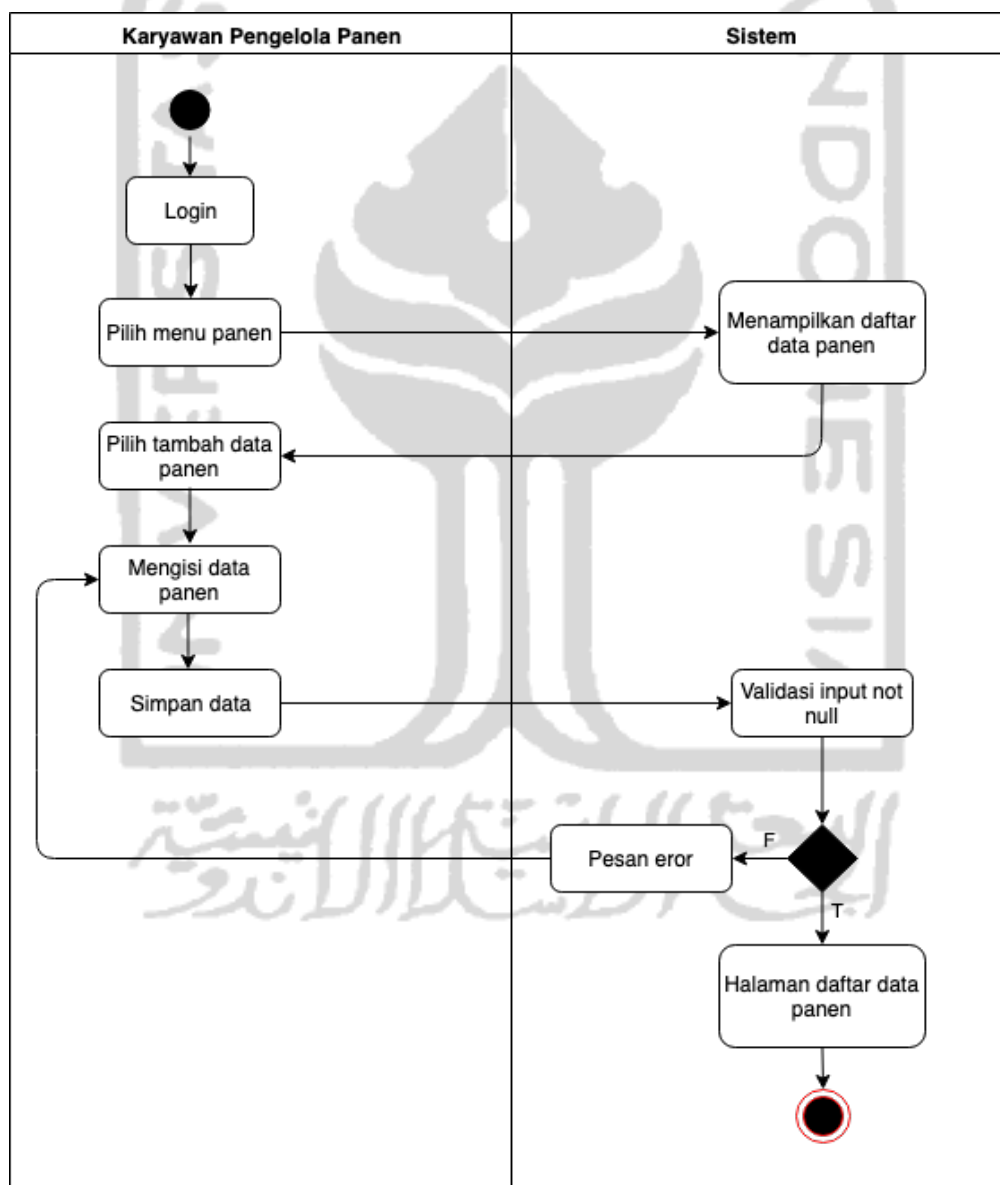 Karyawan Pengelola Panen
Sistem
Login
Pilih menu panen
Menampilkan daftar
data panen
Pilih tambah data
panen
Mengisi data
panen
Simpan data
Validasi input not
null
F
Pesan eror
T
Halaman daftar data
panen